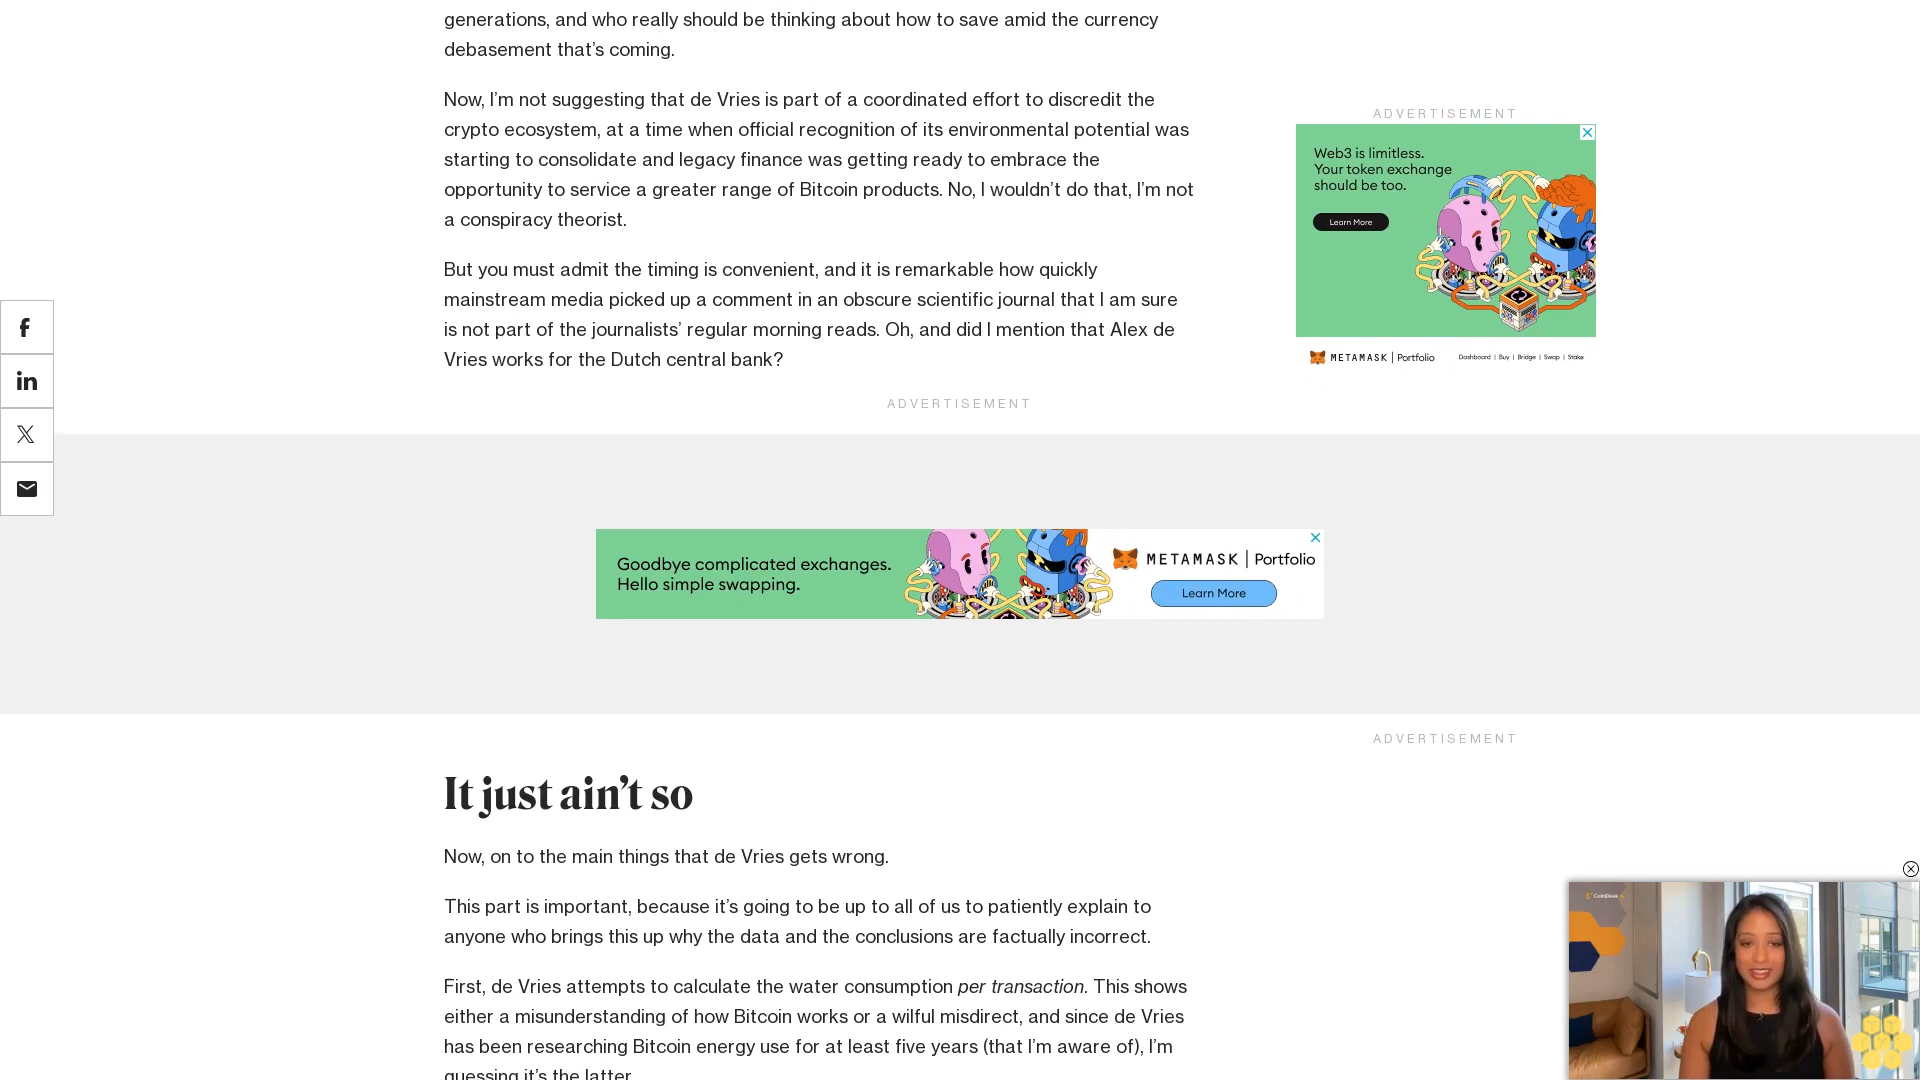 generations, and who really should be thinking about how to save amid the currency
debasement that’s coming.
Now, I’m not suggesting that de Vries is part of a coordinated effort to discredit the
crypto ecosystem, at a time when official recognition of its environmental potential was
starting to consolidate and legacy finance was getting ready to embrace the
opportunity to service a greater range of Bitcoin products. No, I wouldn’t do that, I’m not
a conspiracy theorist.
But you must admit the timing is convenient, and it is remarkable how quickly
mainstream media picked up a comment in an obscure scientific journal that I am sure
is not part of the journalists’ regular morning reads. Oh, and did I mention that Alex de
Vries works for the Dutch central bank?
ADVERTISEMENT
Web3 is limitless.
Your token exchange
should be too.
Learn More
METAMASK | Portfolio
Dashboard | Buy | Bridge | Swap | Stake
ADVERTISEMENT
Goodbye complicated exchanges.
Hello simple swapping.
METAMASK | Portfolio
Learn More
ADVERTISEMENT
It just ain’t so
Now, on to the main things that de Vries gets wrong.
This part is important, because it’s going to be up to all of us to patiently explain to
anyone who brings this up why the data and the conclusions are factually incorrect.
First, de Vries attempts to calculate the water consumption per transaction. This shows
either a misunderstanding of how Bitcoin works or a wilful misdirect, and since de Vries
has been researching Bitcoin energy use for at least five years (that I’m aware of), I’m
guessing it’s the latter.
CoinDesk